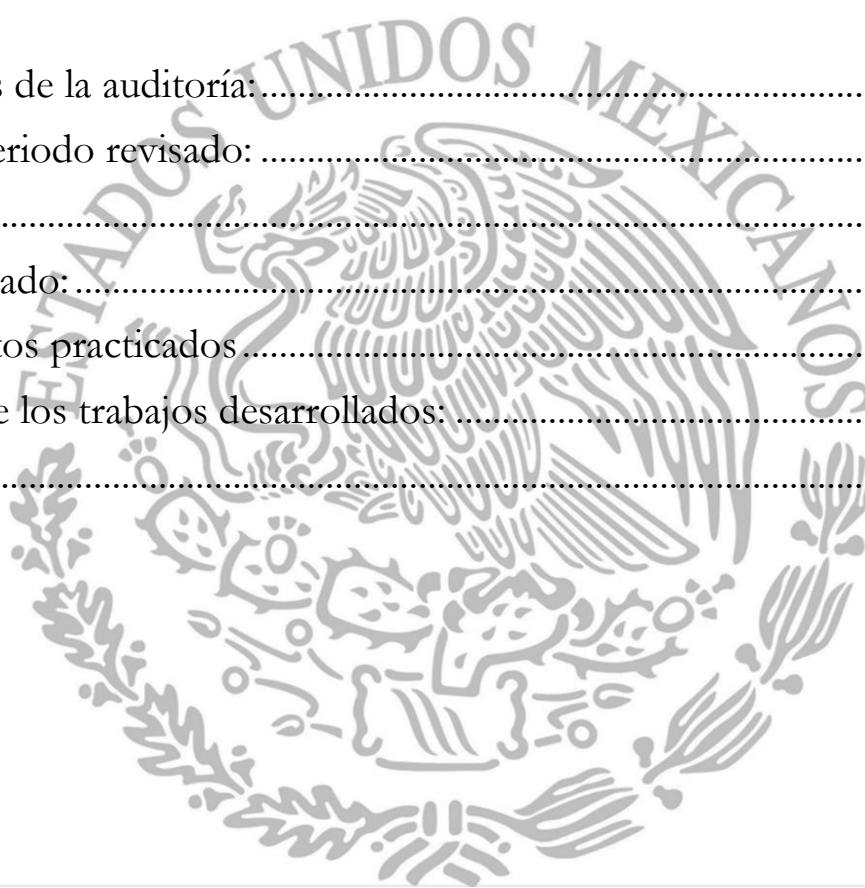 s de la auditoría:..........................................................
eriodo revisado: ..........................................................
..........................................................................
ado: ......................................................................
tos practicados............................................................
e los trabajos desarrollados: .............................................
..........................................................................
ESTADOS UNIDOS MEXICANOS